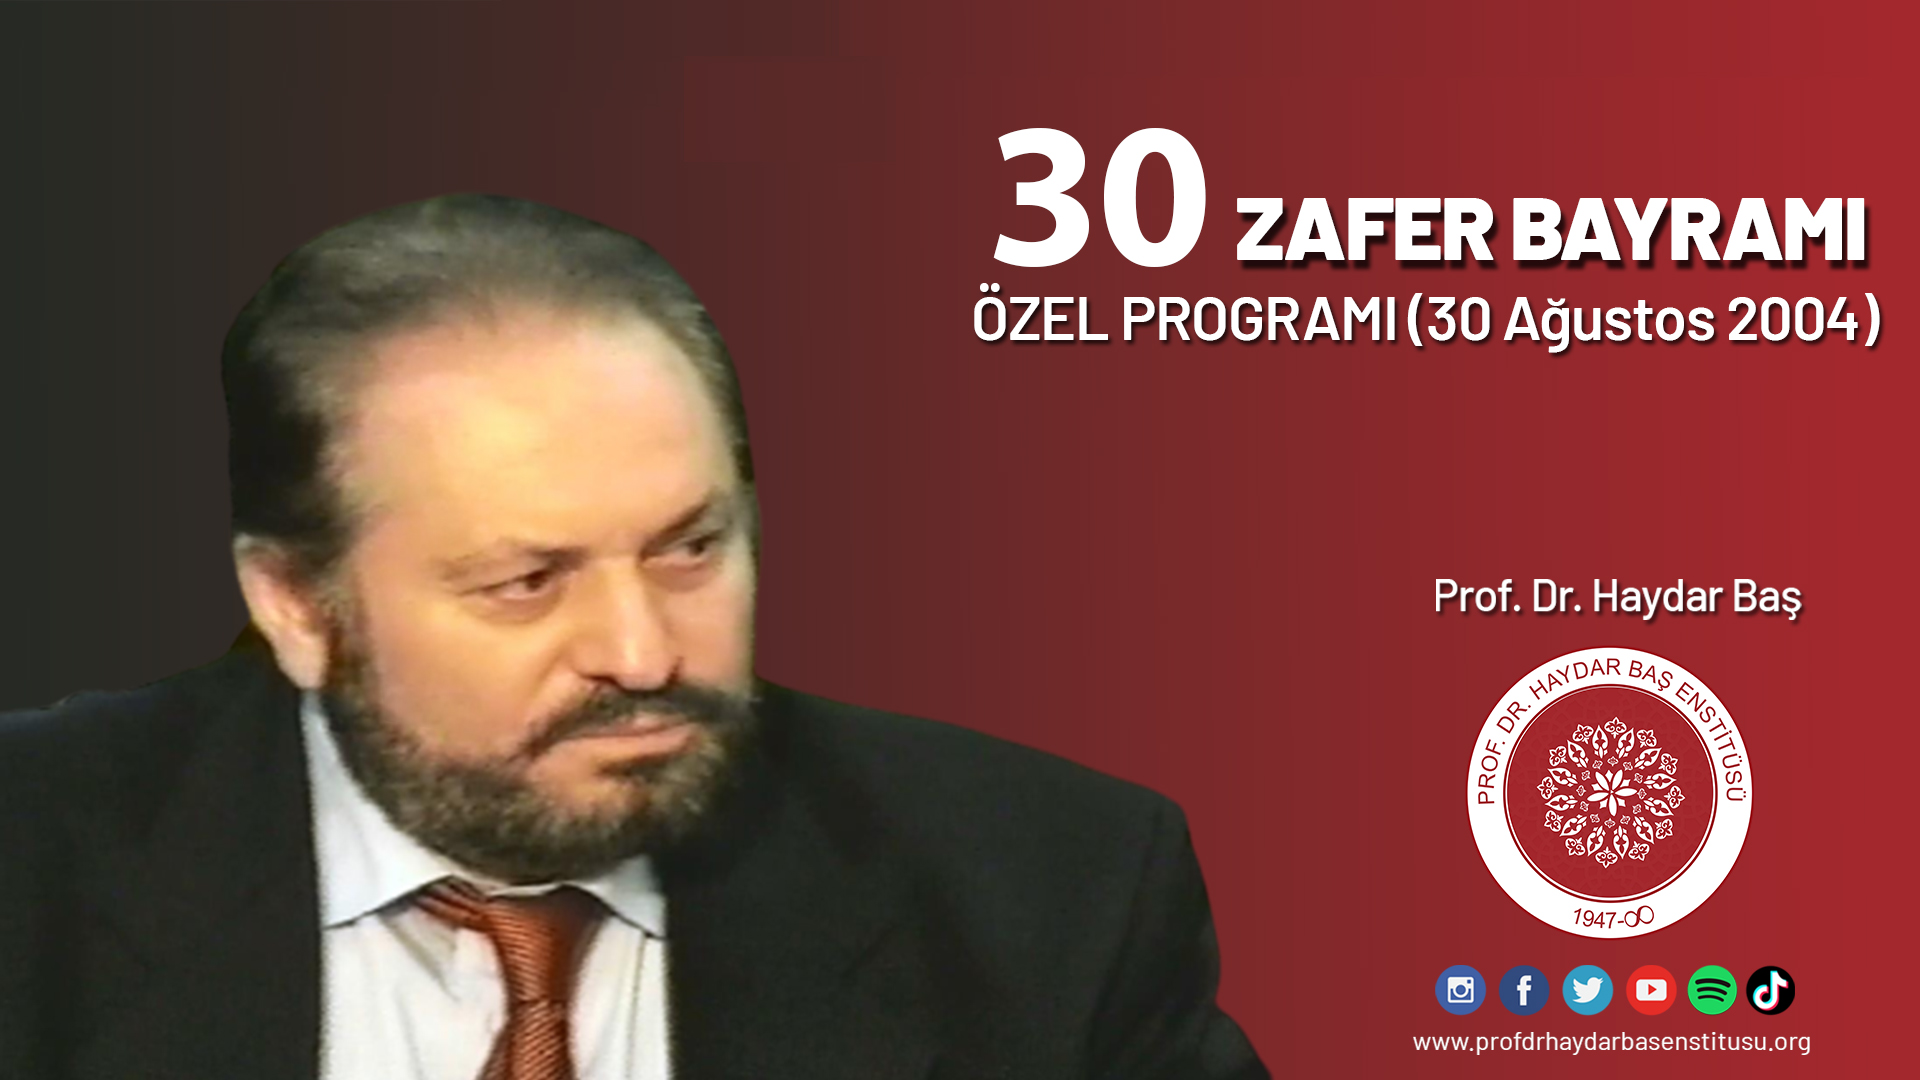 30 ZAFER BAYRAMI
ÖZEL PROGRAMI (30 Ağustos 2004)
Prof. Dr. Haydar Baş
PROF. DR. HAYDAR BAŞ ENSTİTÜSÜ
1947-∞
www.profdrhaydarbasenstitusu.org